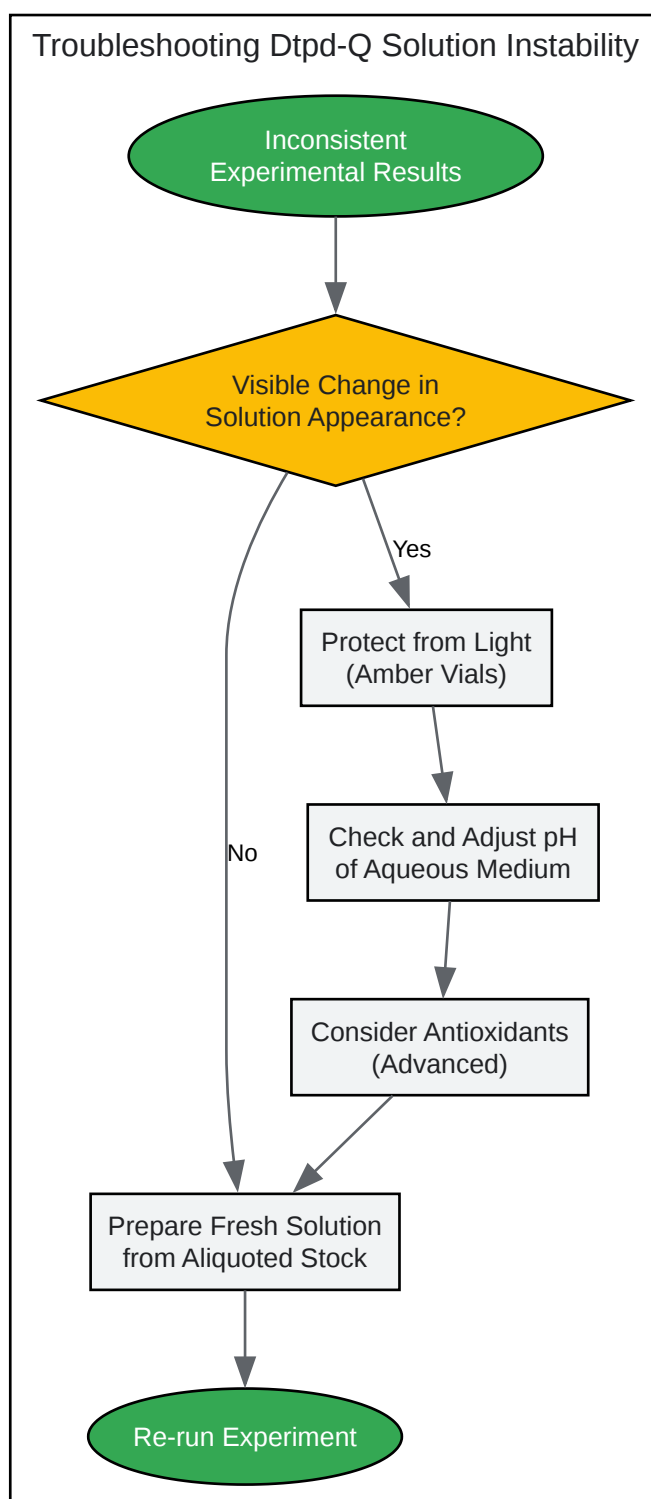 Troubleshooting Dtpd-Q Solution Instability
Inconsistent
Experimental Results
Visible Change in
Solution Appearance?
Yes
Protect from Light
(Amber Vials)
Check and Adjust pH
of Aqueous Medium
No
Consider Antioxidants
(Advanced)
Prepare Fresh Solution
from Aliquoted Stock
Re-run Experiment